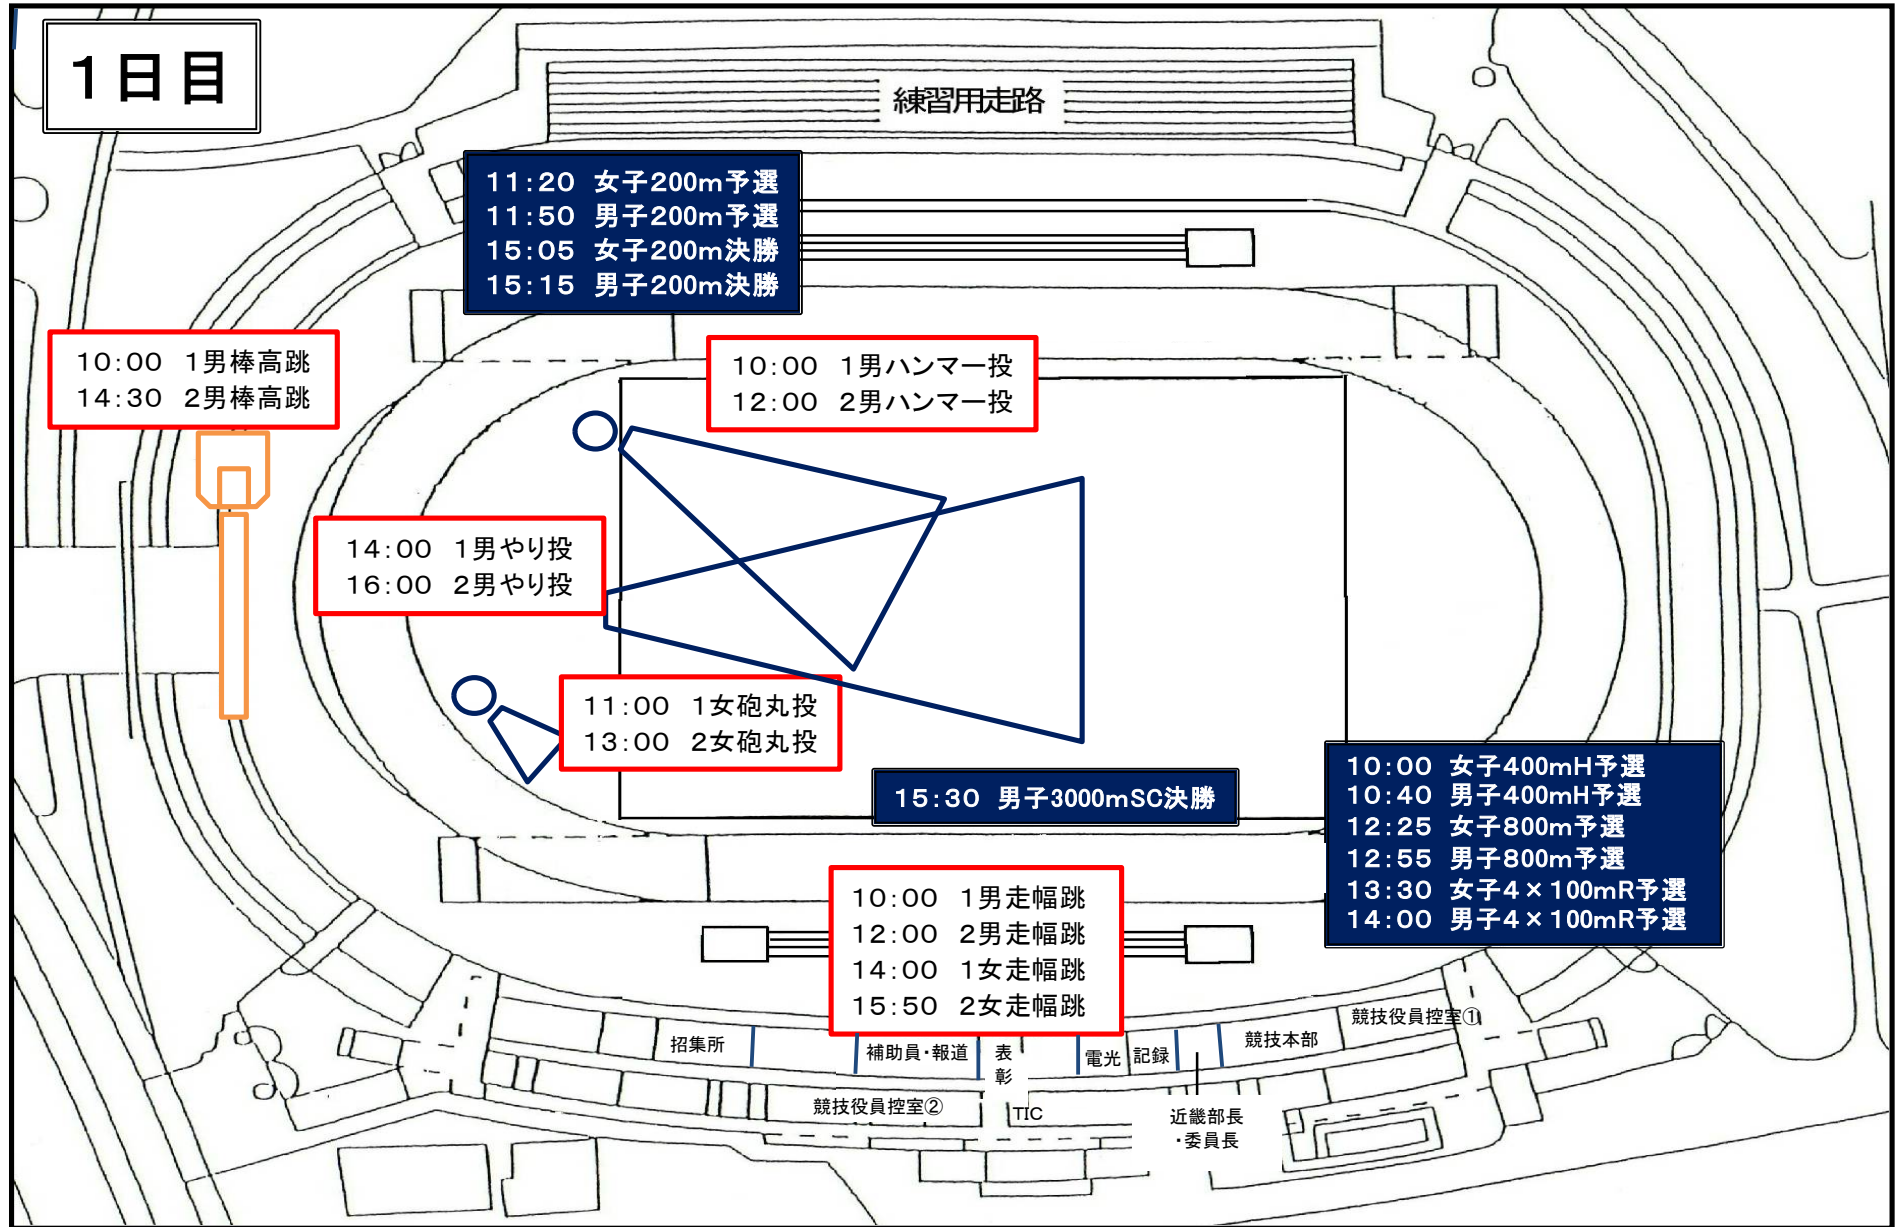 1日目
練習用走路
11:20 女子200m予選
11:50 男子200m予選
15:05 女子200m決勝
15:15 男子200m決勝
10:00 1男棒高跳
14:30 2男棒高跳
10:00 1男ハンマー投
12:00 2男ハンマー投
14:00 1男やり投
16:00 2男やり投
11:00 1女砲丸投
13:00 2女砲丸投
15:30 男子3000mSC決勝
10:00 女子400mH予選
10:40 男子400mH予選
12:25 女子800m予選
12:55 男子800m予選
13:30 女子4×100mR予選
14:00 男子4×100mR予選
10:00 1男走幅跳
12:00 2男走幅跳
14:00 1女走幅跳
15:50 2女走幅跳
招集所
補助員・報道
表
彰
電光
記録
競技本部
競技役員控室①
競技役員控室②
TIC
近畿部長
・委員長